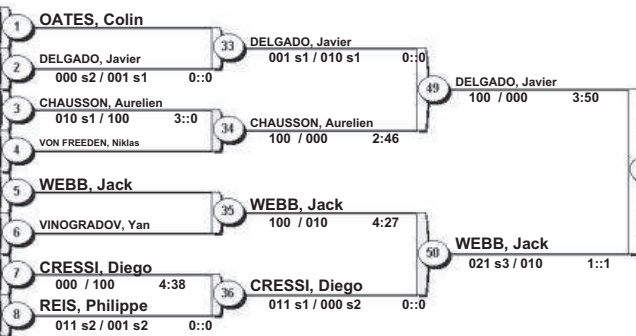 1 OATES, Colin
33 DELGADO, Javier
2 DELGADO, Javier
001 s1 / 010 s1 0::0
000 s2 / 001 s1 0::0
49 DELGADO, Javier
100 / 000 3:50
3 CHAUSSON, Aurelien
010 s1 / 100 3::0
34 CHAUSSON, Aurelien
100 / 000 2:46
4 VON FREEDEN, Niklas
5 WEBB, Jack
35 WEBB, Jack
100 / 010 4:27
6 VINOGRADOV, Yan
50 WEBB, Jack
021 s3 / 010 1::1
7 CRESSI, Diego
000 / 100 4:38
36 CRESSI, Diego
011 s1 / 000 s2 0::0
8 REIS, Philippe
011 s2 / 001 s2 0::0